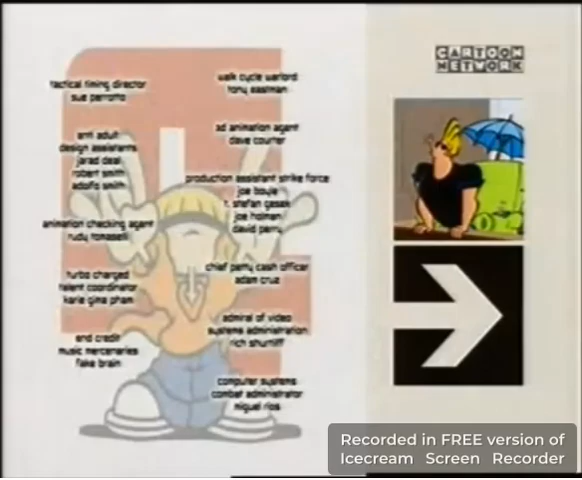 tactical timing director
sue perrotto
anti adult
design assistants
jarad deal
robert smith
adolfo smith
animation checking agent
rudy tomaselli
turbo charged
talent coordinator
karie gima pham
end credit
music mercenaries
fake brain
walk cycle warlord
tony eastman
3d animation agent
dave courter
production assistant strike force
joe boyle
r. stefan gesek
joe holman
david perry
chief petty cash officer
adam cruz
admiral of video
systems administration
rich shurtliff
computer systems
combat administrator
miguel rios
CARTOON
NETWORK
Recorded in FREE version of
Icecream Screen Recorder